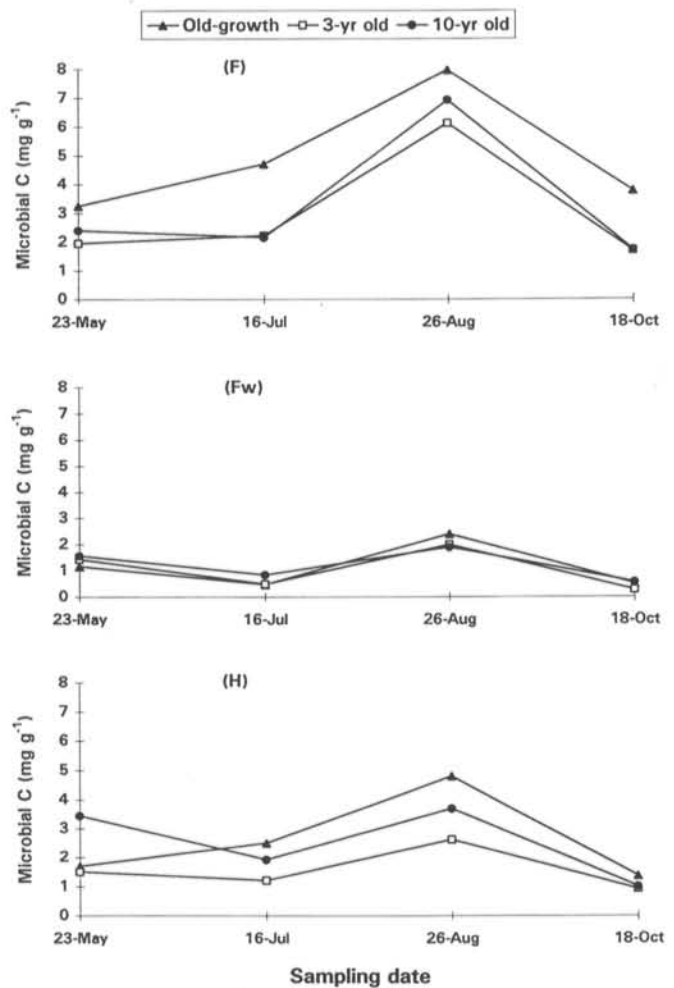 Old-growth 3-yr old 10-yr old
(F)
Microbial C (mg g-1)
8
7
6
5
4
3
2
1
0
23-May 16-Jul 26-Aug 18-Oct
(Fw)
Microbial C (mg g-1)
8
7
6
5
4
3
2
1
0
23-May 16-Jul 26-Aug 18-Oct
(H)
Microbial C (mg g-1)
8
7
6
5
4
3
2
1
0
23-May 16-Jul 26-Aug 18-Oct
Sampling date